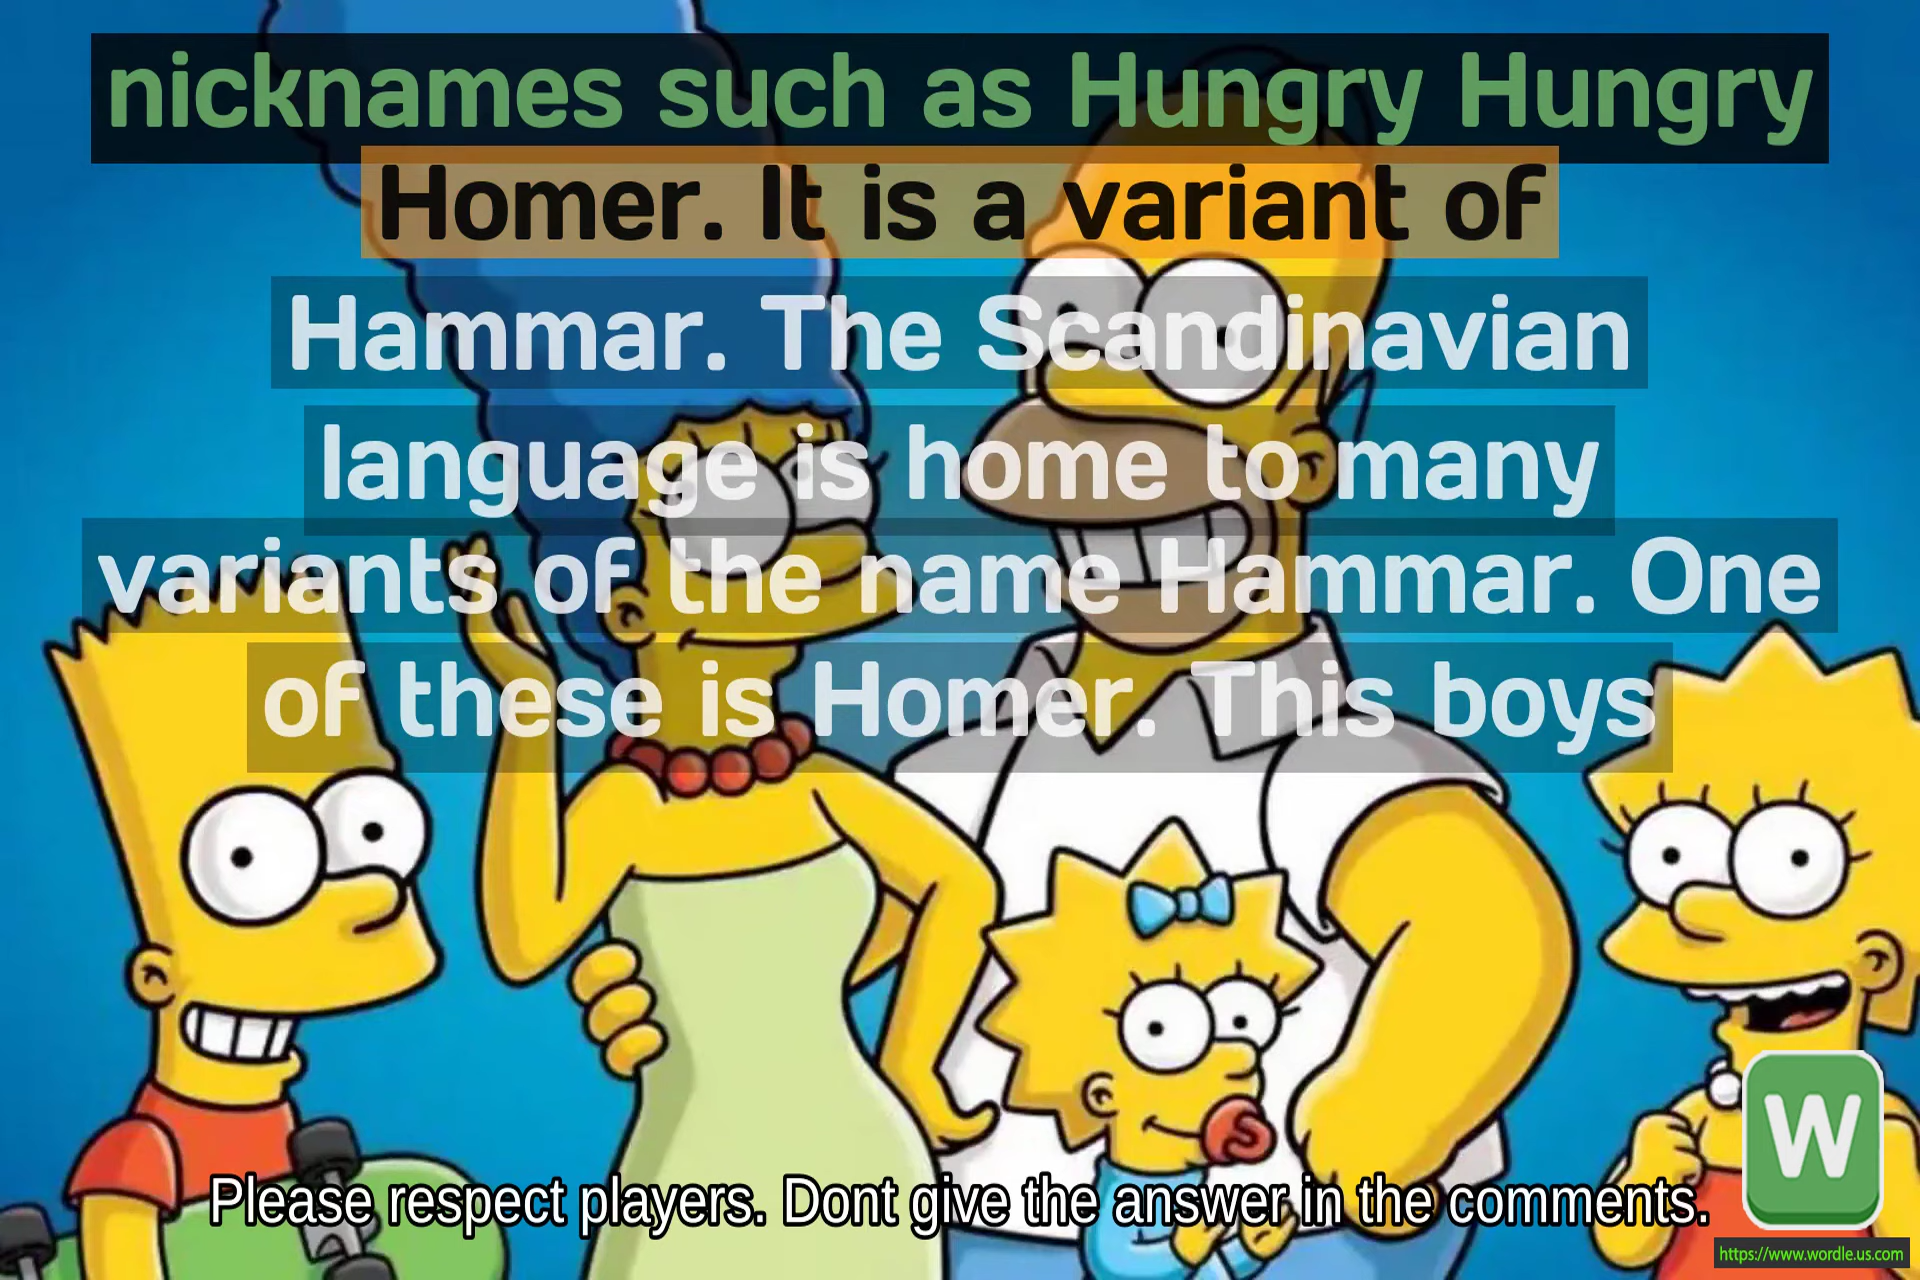 nicknames such as Hungry Hungry
Homer. It is a variant of
Hammar. The Scandinavian
language is home to many
variants of the name Hammar. One
of these is Homer. This boys
S
Please respect players. Dont give the answer in the comments.
W
https://www.wordle.us.com